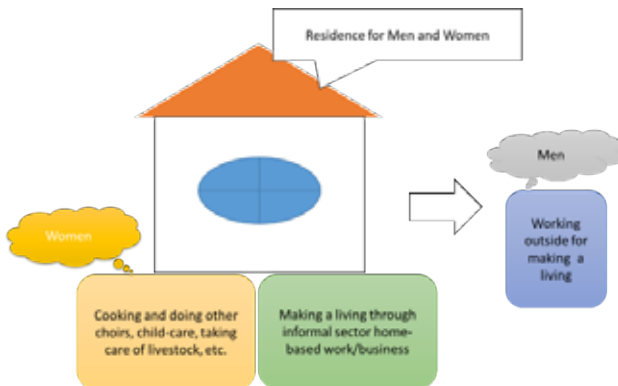 Residence for Men and Women
Men
Working
outside for
making a
living
Women
Cooking and doing other
choirs, child-care, taking
care of livestock, etc.
Making a living through
informal sector home-
based work/business